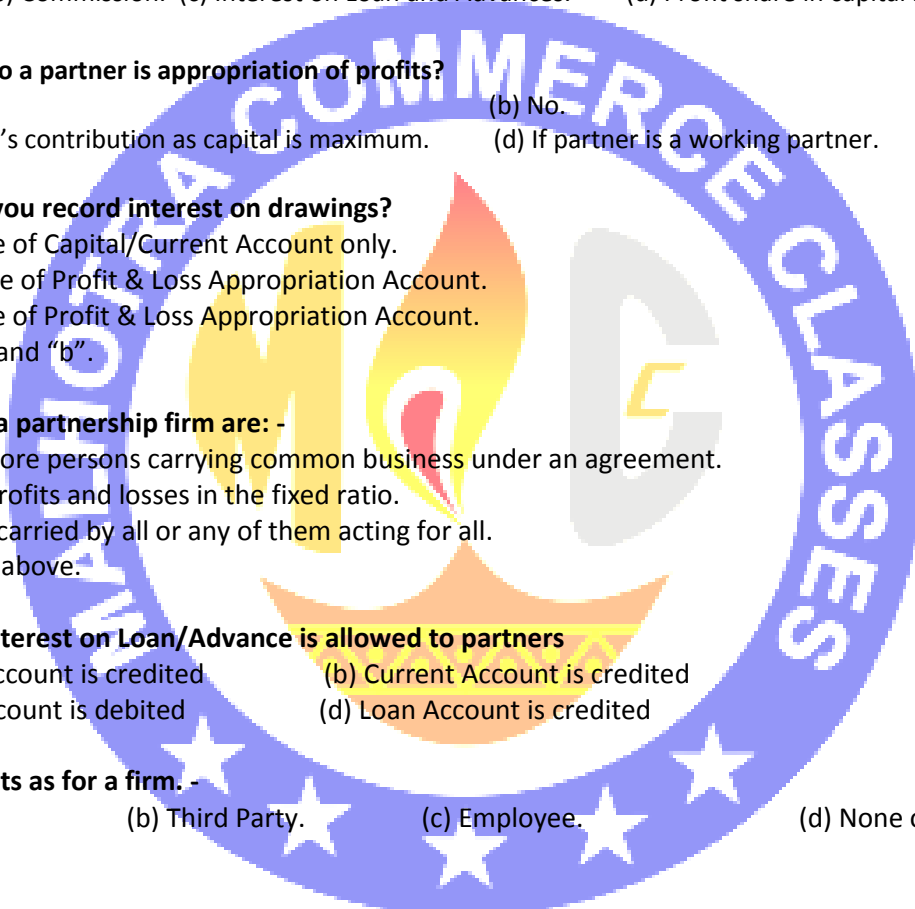 Commission. (c) Interest on Loan and Advances. Profit share in capital
o a partner is appropriation of profits?
(b) No.
's contribution as capital is maximum. (d) If partner is a working partner.
you record interest on drawings?
e of Capital/Current Account only.
e of Profit & Loss Appropriation Account.
e of Profit & Loss Appropriation Account.
and "b".
a partnership firm are: -
ore persons carrying common business under an agreement.
rofits and losses in the fixed ratio.
carried by all or any of them acting for all.
above.
terest on Loan/Advance is allowed to partners
ccount is credited (b) Current Account is credited
count is debited (d) Loan Account is credited
ts as for a firm. -
(b) Third Party. (c) Employee. (d) None
MALHOTRA COMMERCE CLASSES
M C C